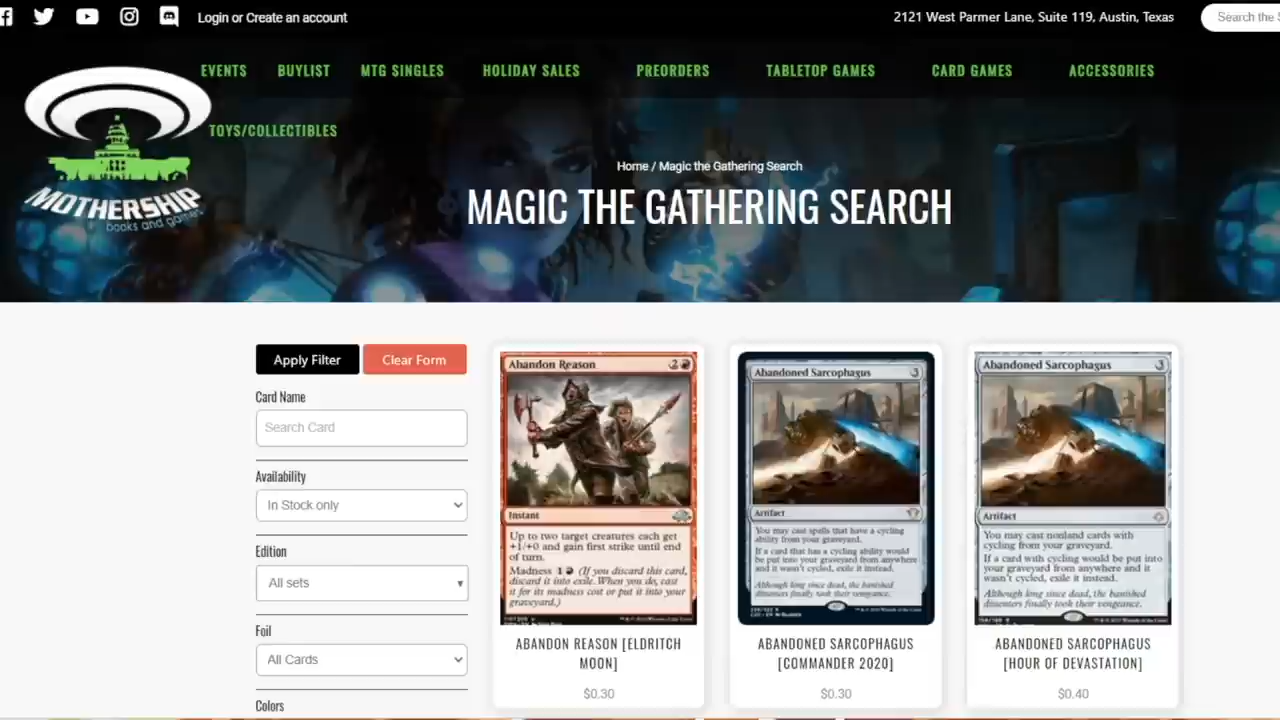 Login or Create an account
2121 West Parmer Lane, Suite 119, Austin, Texas
Search the
EVENTS
BUYLIST
MTG SINGLES
HOLIDAY SALES
PREORDERS
TABLETOP GAMES
CARD GAMES
ACCESSORIES
TOYS/COLLECTIBLES
MOTHERSHIP
books and games
Home / Magic the Gathering Search
MAGIC THE GATHERING SEARCH
Apply Filter
Clear Form
Card Name
Search Card
Availability
In Stock only
Edition
All sets
Foil
All Cards
Colors
Abandon Reason
2
Instant
Up to two target creatures each get
+1/+0 and gain first strike until end
of turn.
Madness 1 (If you discard this card,
discard it into exile. When you do, cast
it for its madness cost or put it into your
graveyard.)
ABANDON REASON [ELDRITCH
MOON]
$0.30
Abandoned Sarcophagus
3
Artifact
You may cast spells that have a cycling
ability from your graveyard.
If a card that has a cycling ability would
be put into your graveyard from anywhere
and it wasn't cycled, exile it instead.
Although long since dead, the banished
dissenters finally took their vengeance.
ABANDONED SARCOPHAGUS
[COMMANDER 2020]
$0.30
Abandoned Sarcophagus
3
Artifact
You may cast nonland cards with
cycling from your graveyard.
If a card with cycling would be put into
your graveyard from anywhere and it
wasn't cycled, exile it instead.
Although long since dead, the banished
dissenters finally took their vengeance.
ABANDONED SARCOPHAGUS
[HOUR OF DEVASTATION]
$0.40